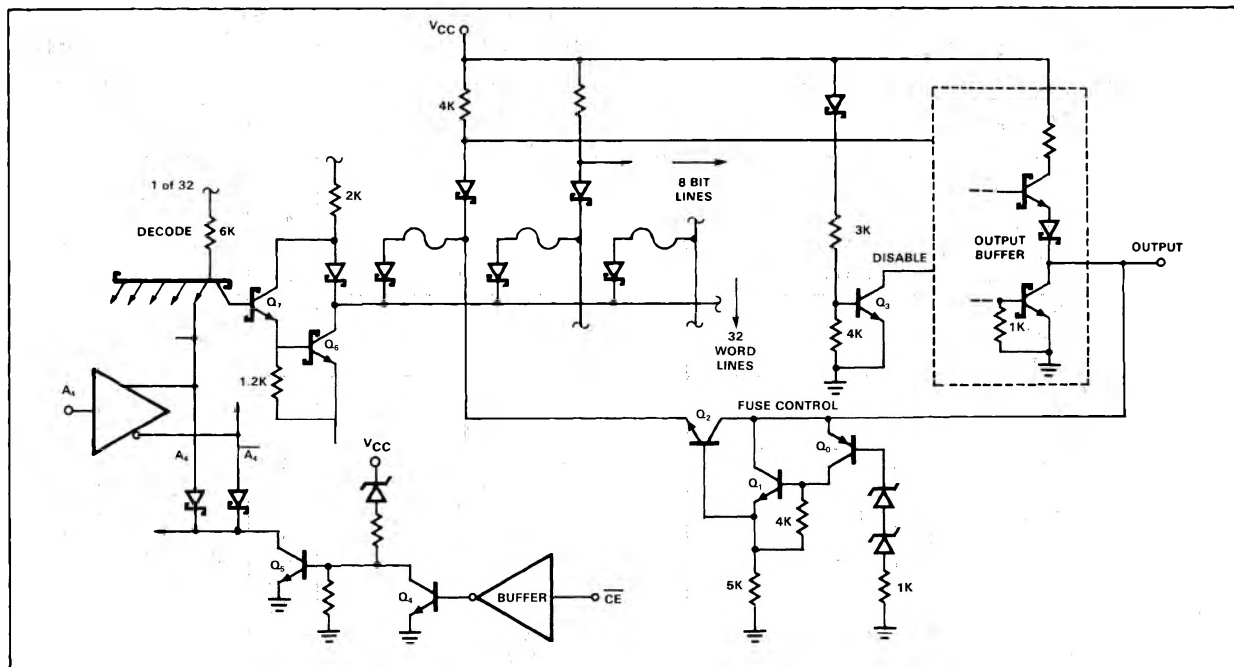 VCC
4K
1 of 32
6K
DECODE
2K
8 BIT
LINES
3K
DISABLE
OUTPUT
BUFFER
OUTPUT
Q7
Q6
1.2K
32
WORD
LINES
4K
Q3
1K
A4
A4
A4
VCC
FUSE CONTROL
Q2
Q0
Q1
4K
5K
1K
Q5
Q4
BUFFER
CE